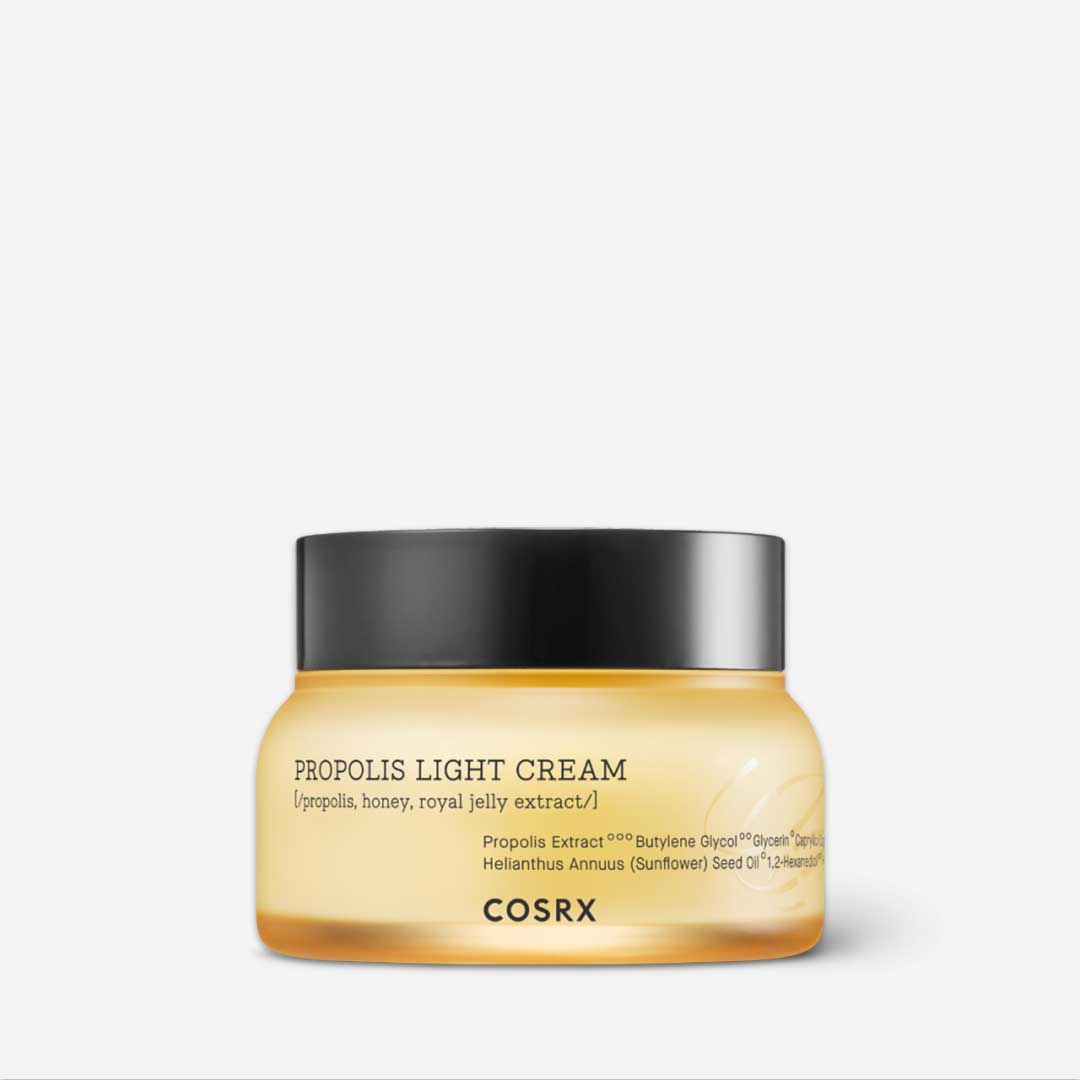 PROPOLIS LIGHT CREAM
[/propolis, honey, royal jelly extract/]
Propolis Extract°°° Butylene Glycol°° Glycerin°
Helianthus Annuus (Sunflower) Seed Oil° 1,2-Hexanediol
COSRX